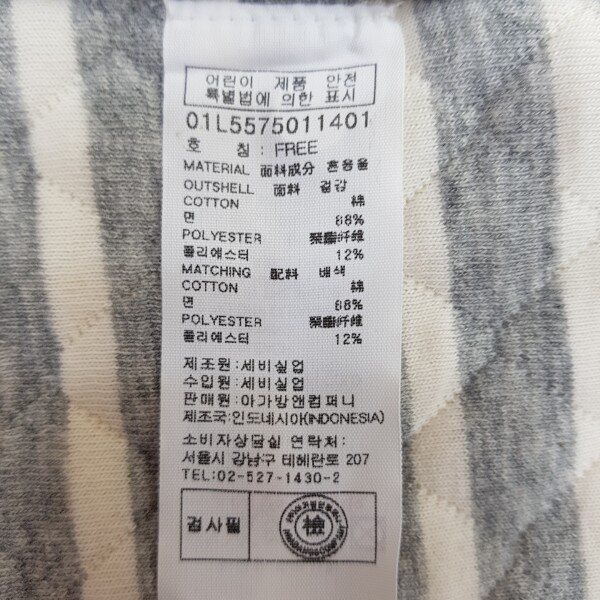 어린이 제품 안전
특별법에 의한 표시
01L5575011401
호 칭 : FREE
MATERIAL 面料成分 혼용율
OUTSHELL 面料 겉감
COTTON 綿
면 88%
POLYESTER 聚酯纤维
폴리에스터 12%
MATCHING 配料 배색
COTTON 綿
면 88%
POLYESTER 聚酯纤维
폴리에스터 12%
제조원:세비실업
수입원:세비실업
판매원:아가방앤컴퍼니
제조국:인도네시아(INDONESIA)
소비자상담실 연락처:
서울시 강남구 테헤란로 207
TEL:02-527-1430-2
검사필 檢